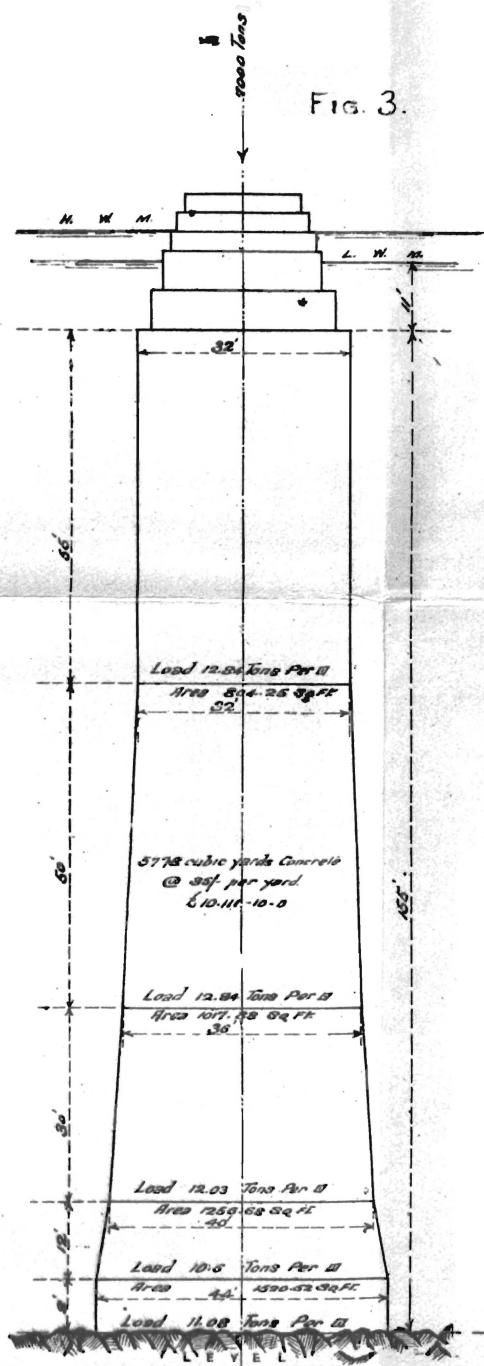 7000 Tons
FIG. 3.
H. W. M.
L. W. M.
11'
32'
55'
Load 12.84 Tons Per □'
Area 804.25 Sq Ft.
32'
5778 cubic yards Concrete
@ 35/- per yard.
£10.111-10-0
50'
155'
Load 12.84 Tons Per □'
Area 1017.88 Sq Ft.
36'
30'
Load 12.03 Tons Per □'
Area 1256.68 Sq Ft.
40'
12'
Load 10.6 Tons Per □'
Area 1520.52 Sq Ft.
44'
8'
Load 11.08 Tons Per □'
LEVEL